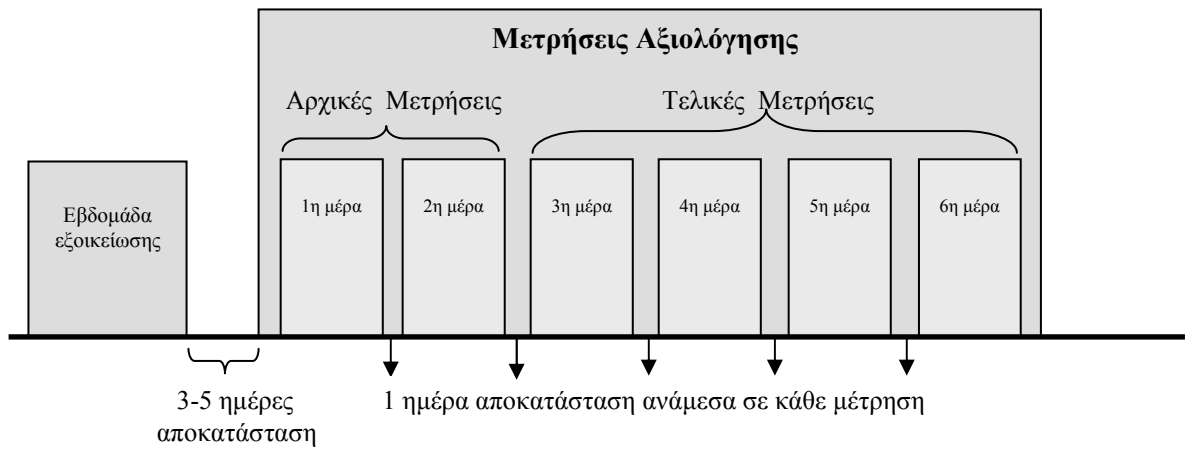 Μετρήσεις Αξιολόγησης
Αρχικές Μετρήσεις
Τελικές Μετρήσεις
Εβδομάδα
εξοικείωσης
1η μέρα
2η μέρα
3η μέρα
4η μέρα
5η μέρα
6η μέρα
3-5 ημέρες
αποκατάσταση
1 ημέρα αποκατάσταση ανάμεσα σε κάθε μέτρηση